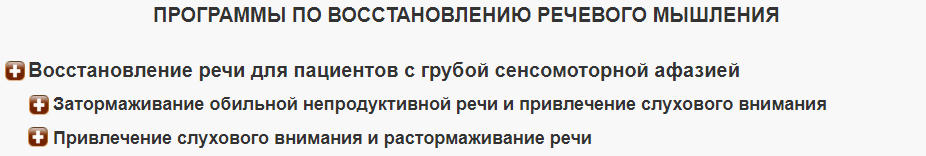 ПРОГРАММЫ ПО ВОССТАНОВЛЕНИЮ РЕЧЕВОГО МЫШЛЕНИЯ
Восстановление речи для пациентов с грубой сенсомоторной афазией
Затормаживание обильной непродуктивной речи и привлечение слухового внимания
Привлечение слухового внимания и растормаживание речи